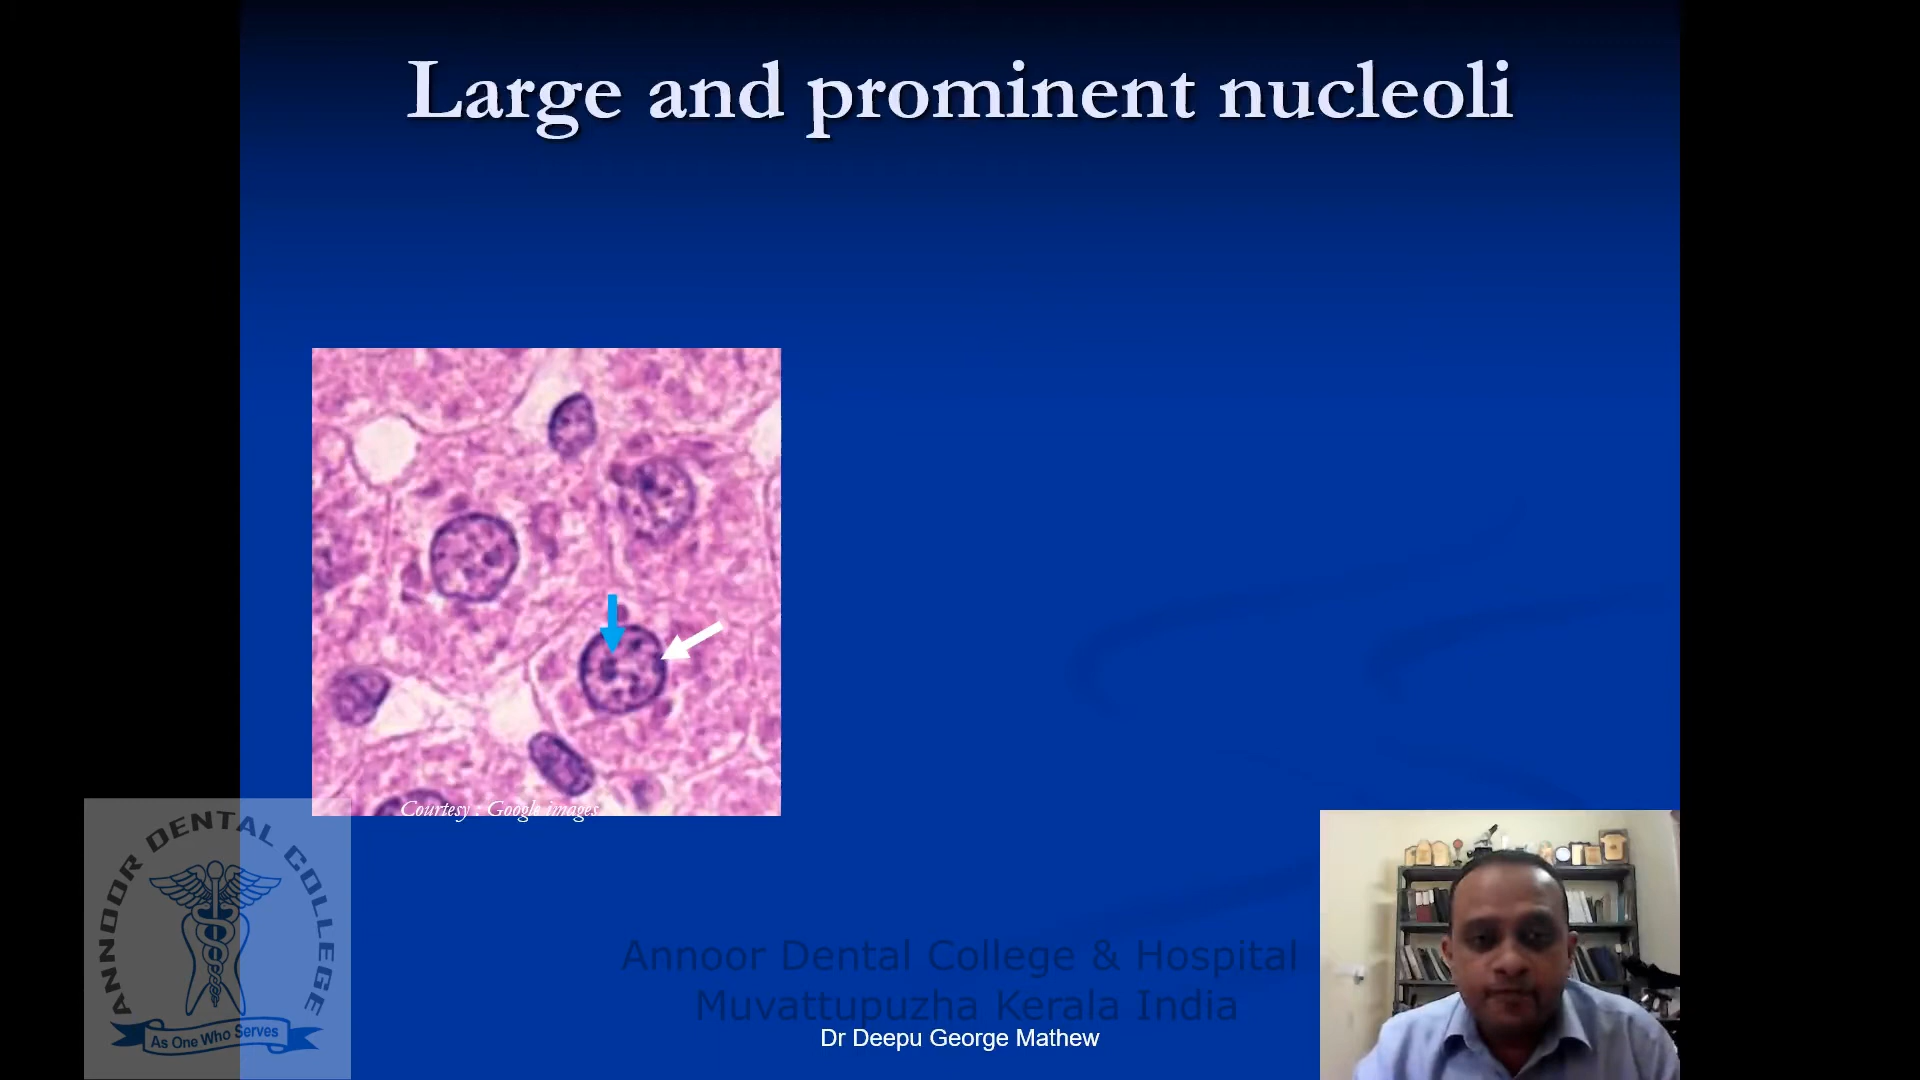 Large and prominent nucleoli
Courtesy : Google images
ANNOOR DENTAL COLLEGE
As One Who Serves
Annoor Dental College & Hospital
Muvattupuzha Kerala India
Dr Deepu George Mathew